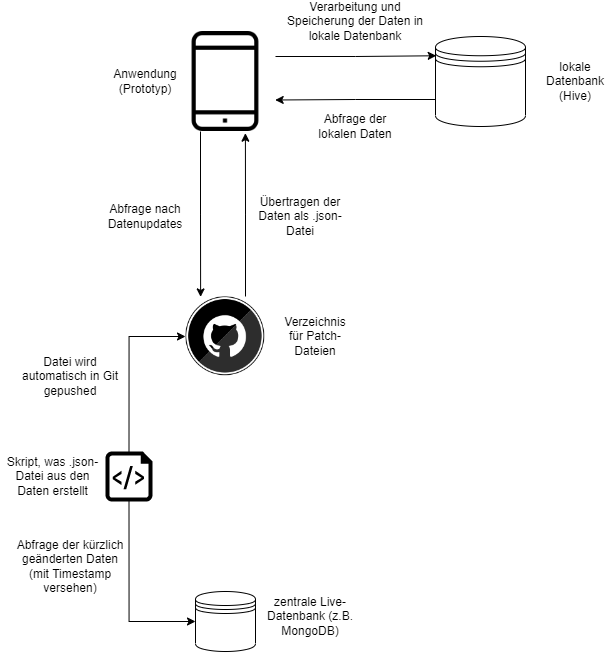 Verarbeitung und
Speicherung der Daten in
lokale Datenbank
Anwendung
(Prototyp)
lokale
Datenbank
(Hive)
Abfrage der
lokalen Daten
Abfrage nach
Datenupdates
Übertragen der
Daten als .json-
Datei
Verzeichnis
für Patch-
Dateien
Datei wird
automatisch in Git
gepushed
Skript, was .json-
Datei aus den
Daten erstellt
</>
Abfrage der kürzlich
geänderten Daten
(mit Timestamp
versehen)
zentrale Live-
Datenbank (z.B.
MongoDB)